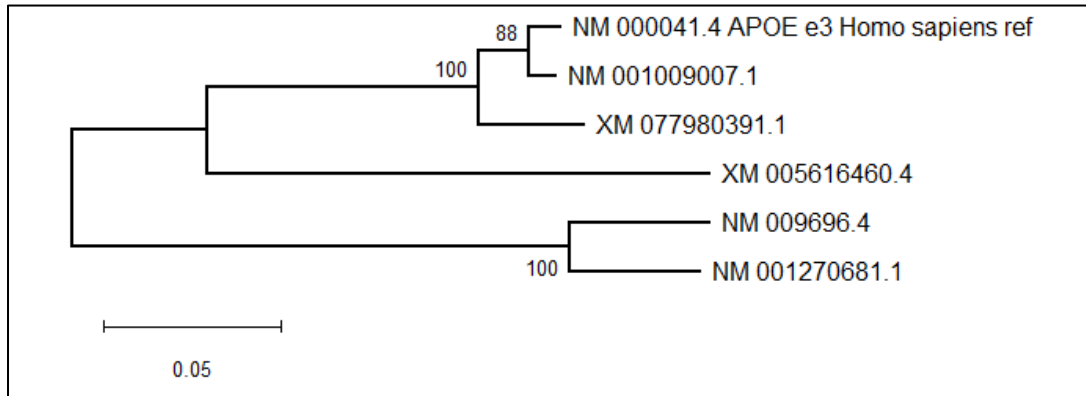 NM 000041.4 APOE e3 Homo sapiens ref
88
NM 001009007.1
100
XM 077980391.1
XM 005616460.4
NM 009696.4
100
NM 001270681.1
0.05